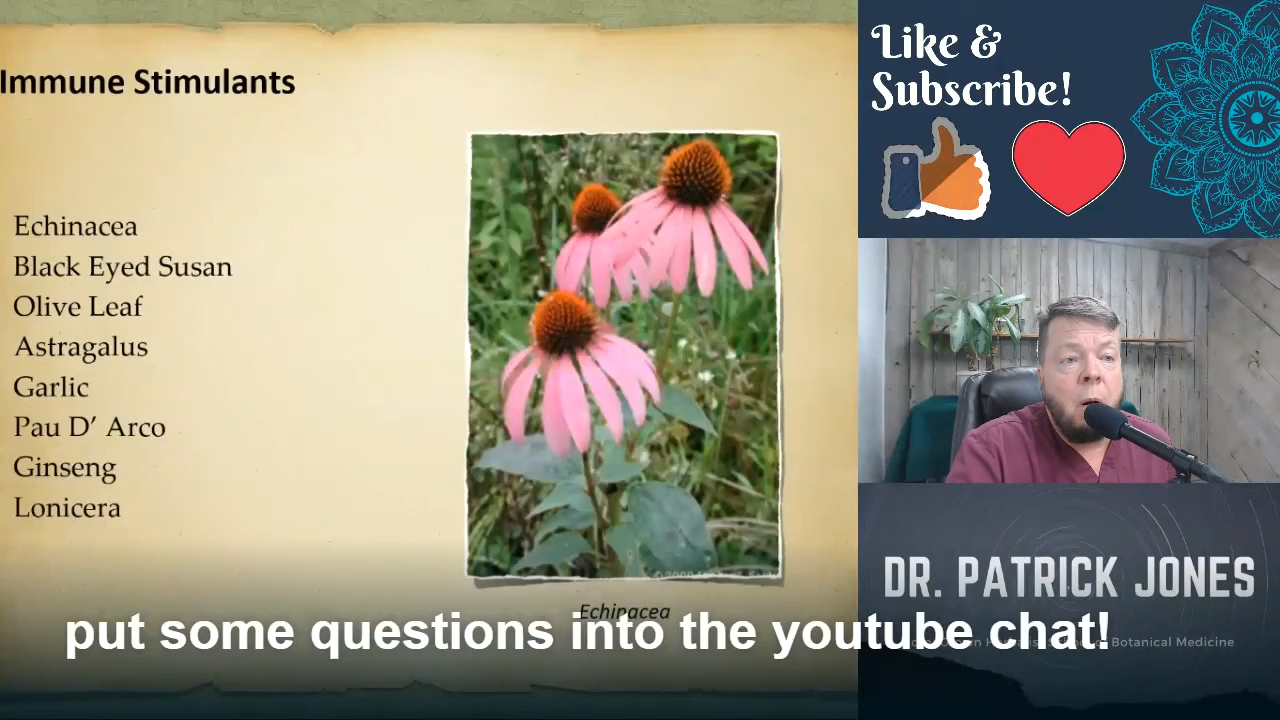 Immune Stimulants
Echinacea
Black Eyed Susan
Olive Leaf
Astragalus
Garlic
Pau D’ Arco
Ginseng
Lonicera
Echinacea
put some questions into the youtube chat!
Like &
Subscribe!
DR. PATRICK JONES
Botanical Medicine